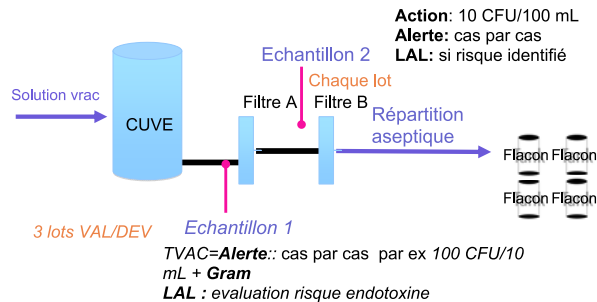 Action: 10 CFU/100 mL
Alerte: cas par cas
LAL: si risque identifié
Echantillon 2
Chaque lot
Solution vrac
Filtre A
Filtre B
CUVE
Répartition
aseptique
Flacon Flacon
Flacon Flacon
Echantillon 1
3 lots VAL/DEV
TVAC=Alerte:: cas par cas par ex 100 CFU/10
mL + Gram
LAL : evaluation risque endotoxine